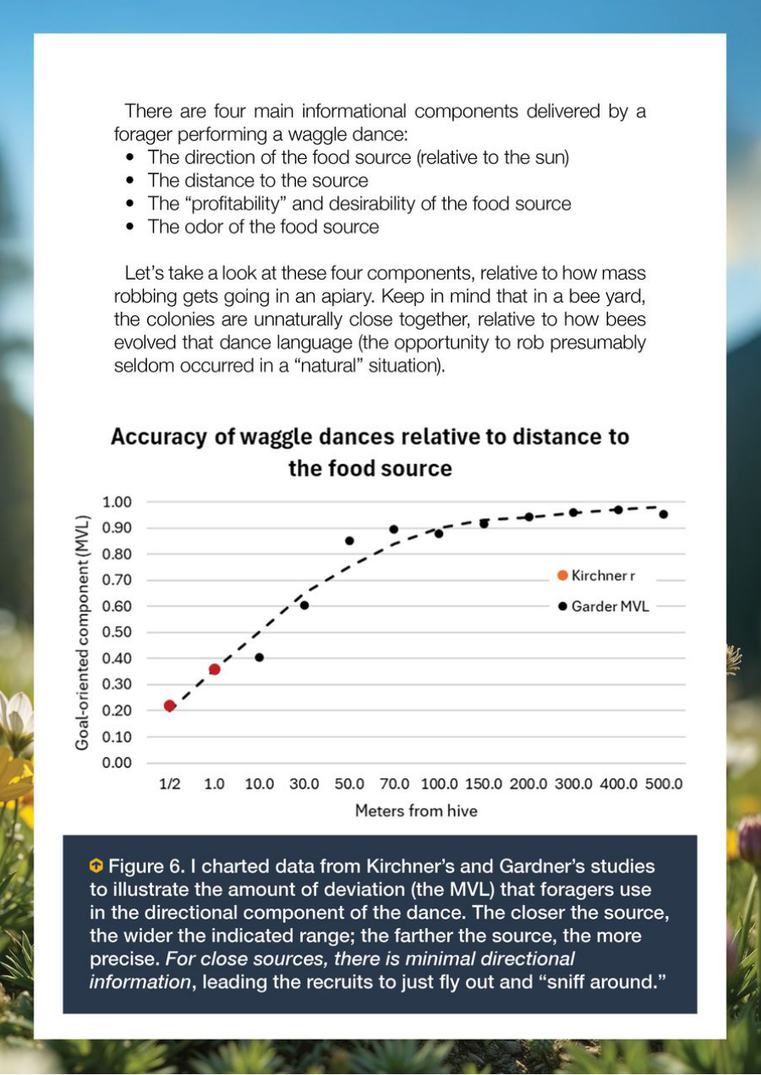 There are four main informational components delivered by a
forager performing a waggle dance:
• The direction of the food source (relative to the sun)
• The distance to the source
• The “profitability” and desirability of the food source
• The odor of the food source
Let’s take a look at these four components, relative to how mass
robbing gets going in an apiary. Keep in mind that in a bee yard,
the colonies are unnaturally close together, relative to how bees
evolved that dance language (the opportunity to rob presumably
seldom occurred in a “natural” situation).
Accuracy of waggle dances relative to distance to
the food source
Goal-oriented component (MVL)
1.00
0.90
0.80
0.70
0.60
0.50
0.40
0.30
0.20
0.10
0.00
Kirchner r
Garder MVL
1/2 1.0 10.0 30.0 50.0 70.0 100.0 150.0 200.0 300.0 400.0 500.0
Meters from hive
Figure 6. I charted data from Kirchner’s and Gardner’s studies
to illustrate the amount of deviation (the MVL) that foragers use
in the directional component of the dance. The closer the source,
the wider the indicated range; the farther the source, the more
precise. For close sources, there is minimal directional
information, leading the recruits to just fly out and “sniff around.”